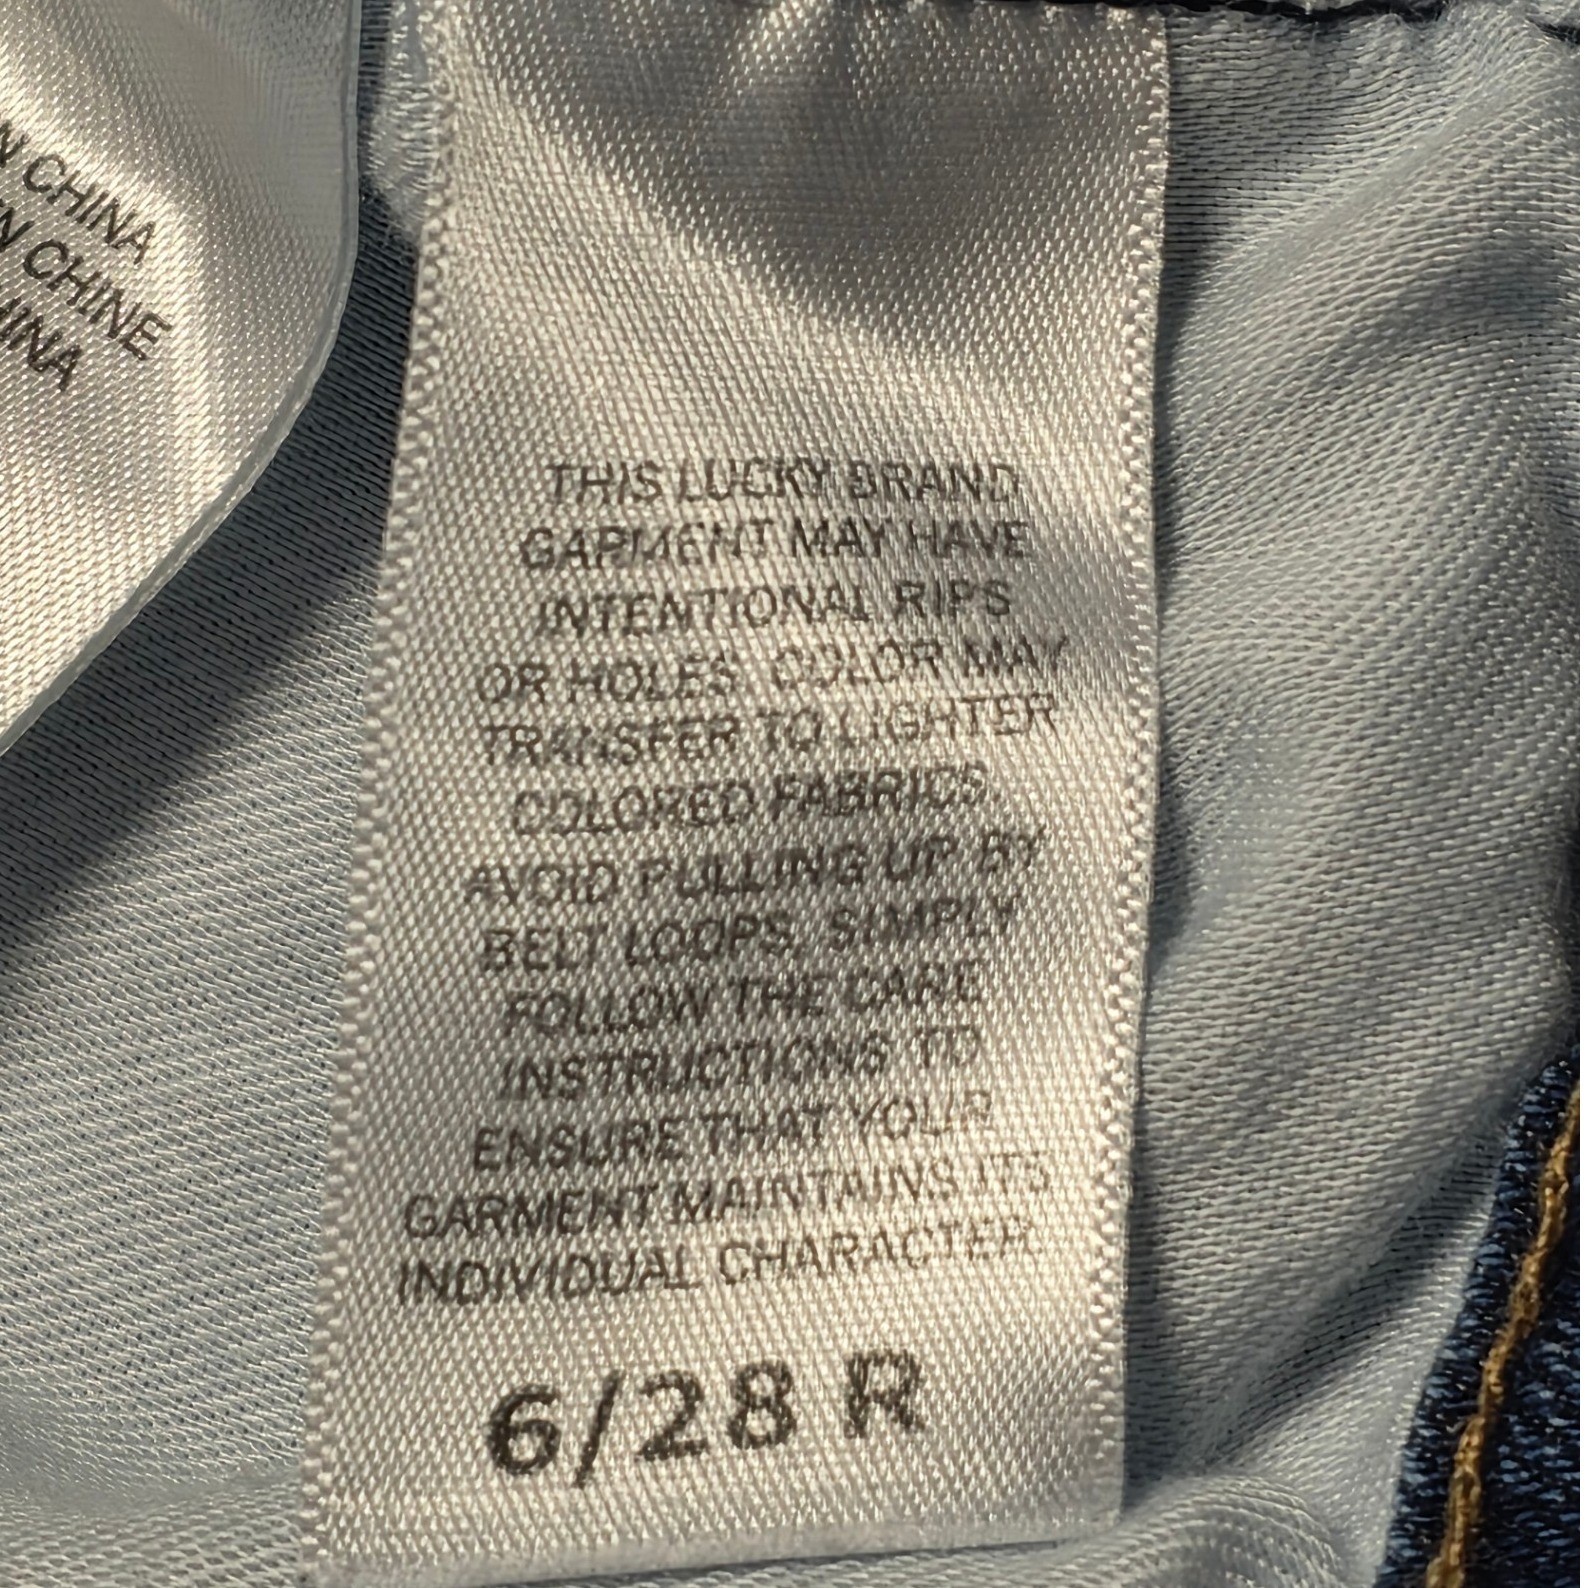 N CHINA
EN CHINE
HINA
THIS LUCKY BRAND
GARMENT MAY HAVE
INTENTIONAL RIPS
OR HOLES. COLOR MAY
TRANSFER TO LIGHTER
COLORED FABRICS.
AVOID PULLING UP BY
BELT LOOPS. SIMPLY
FOLLOW THE CARE
INSTRUCTIONS TO
ENSURE THAT YOUR
GARMENT MAINTAINS ITS
INDIVIDUAL CHARACTER.
6/28 R